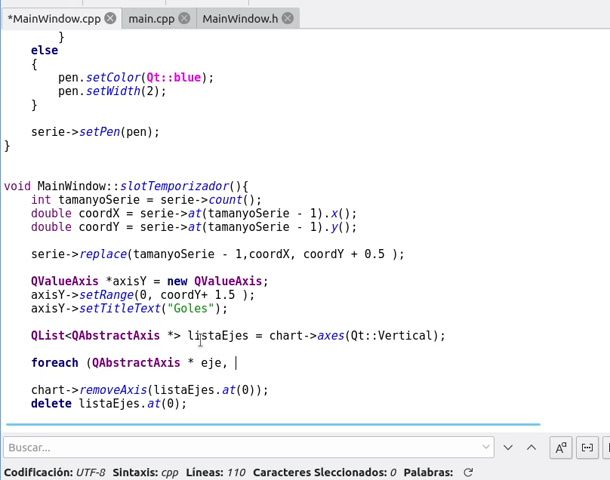 *MainWindow.cpp main.cpp MainWindow.h
}
else
{
pen.setColor(Qt::blue);
pen.setWidth(2);
}
serie->setPen(pen);
}
void MainWindow::slotTemporizador(){
int tamanyoSerie = serie->count();
double coordX = serie->at(tamanyoSerie - 1).x();
double coordY = serie->at(tamanyoSerie - 1).y();
serie->replace(tamanyoSerie - 1,coordX, coordY + 0.5 );
QValueAxis *axisY = new QValueAxis;
axisY->setRange(0, coordY+ 1.5 );
axisY->setTitleText("Goles");
QList<QAbstractAxis *> listaEjes = chart->axes(Qt::Vertical);
foreach (QAbstractAxis * eje,
chart->removeAxis(listaEjes.at(0));
delete listaEjes.at(0);
Buscar...
Codificación: UTF-8 Sintaxis: cpp Lineas: 110 Caracteres Sleccionados: 0 Palabras: